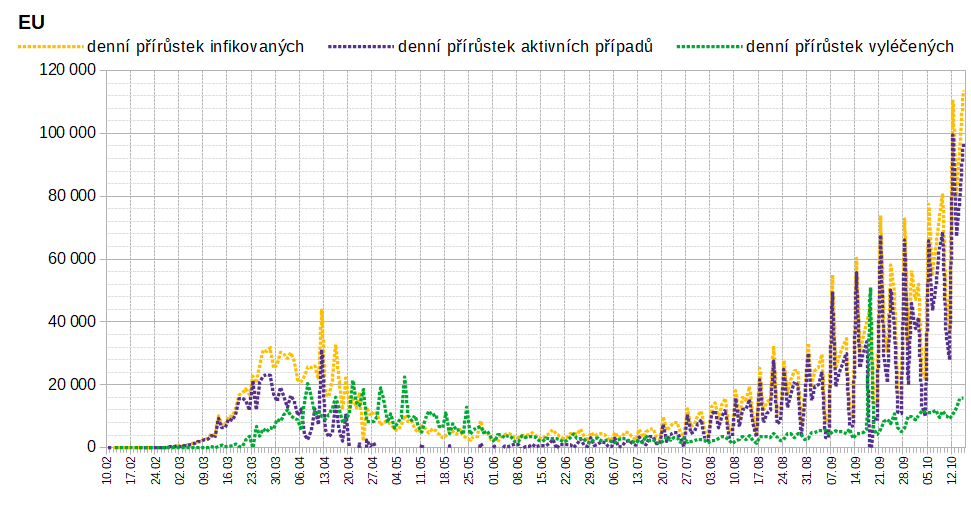 EU
denní přírůstek infikovaných denní přírůstek aktivních případů denní přírůstek vyléčených
120 000
100 000
80 000
60 000
40 000
20 000
0
10.02 17.02 24.02 02.03 09.03 16.03 23.03 30.03 06.04 13.04 20.04 27.04 04.05 11.05 18.05 25.05 01.06 08.06 15.06 22.06 29.06 06.07 13.07 20.07 27.07 03.08 10.08 17.08 24.08 31.08 07.09 14.09 21.09 28.09 05.10 12.10